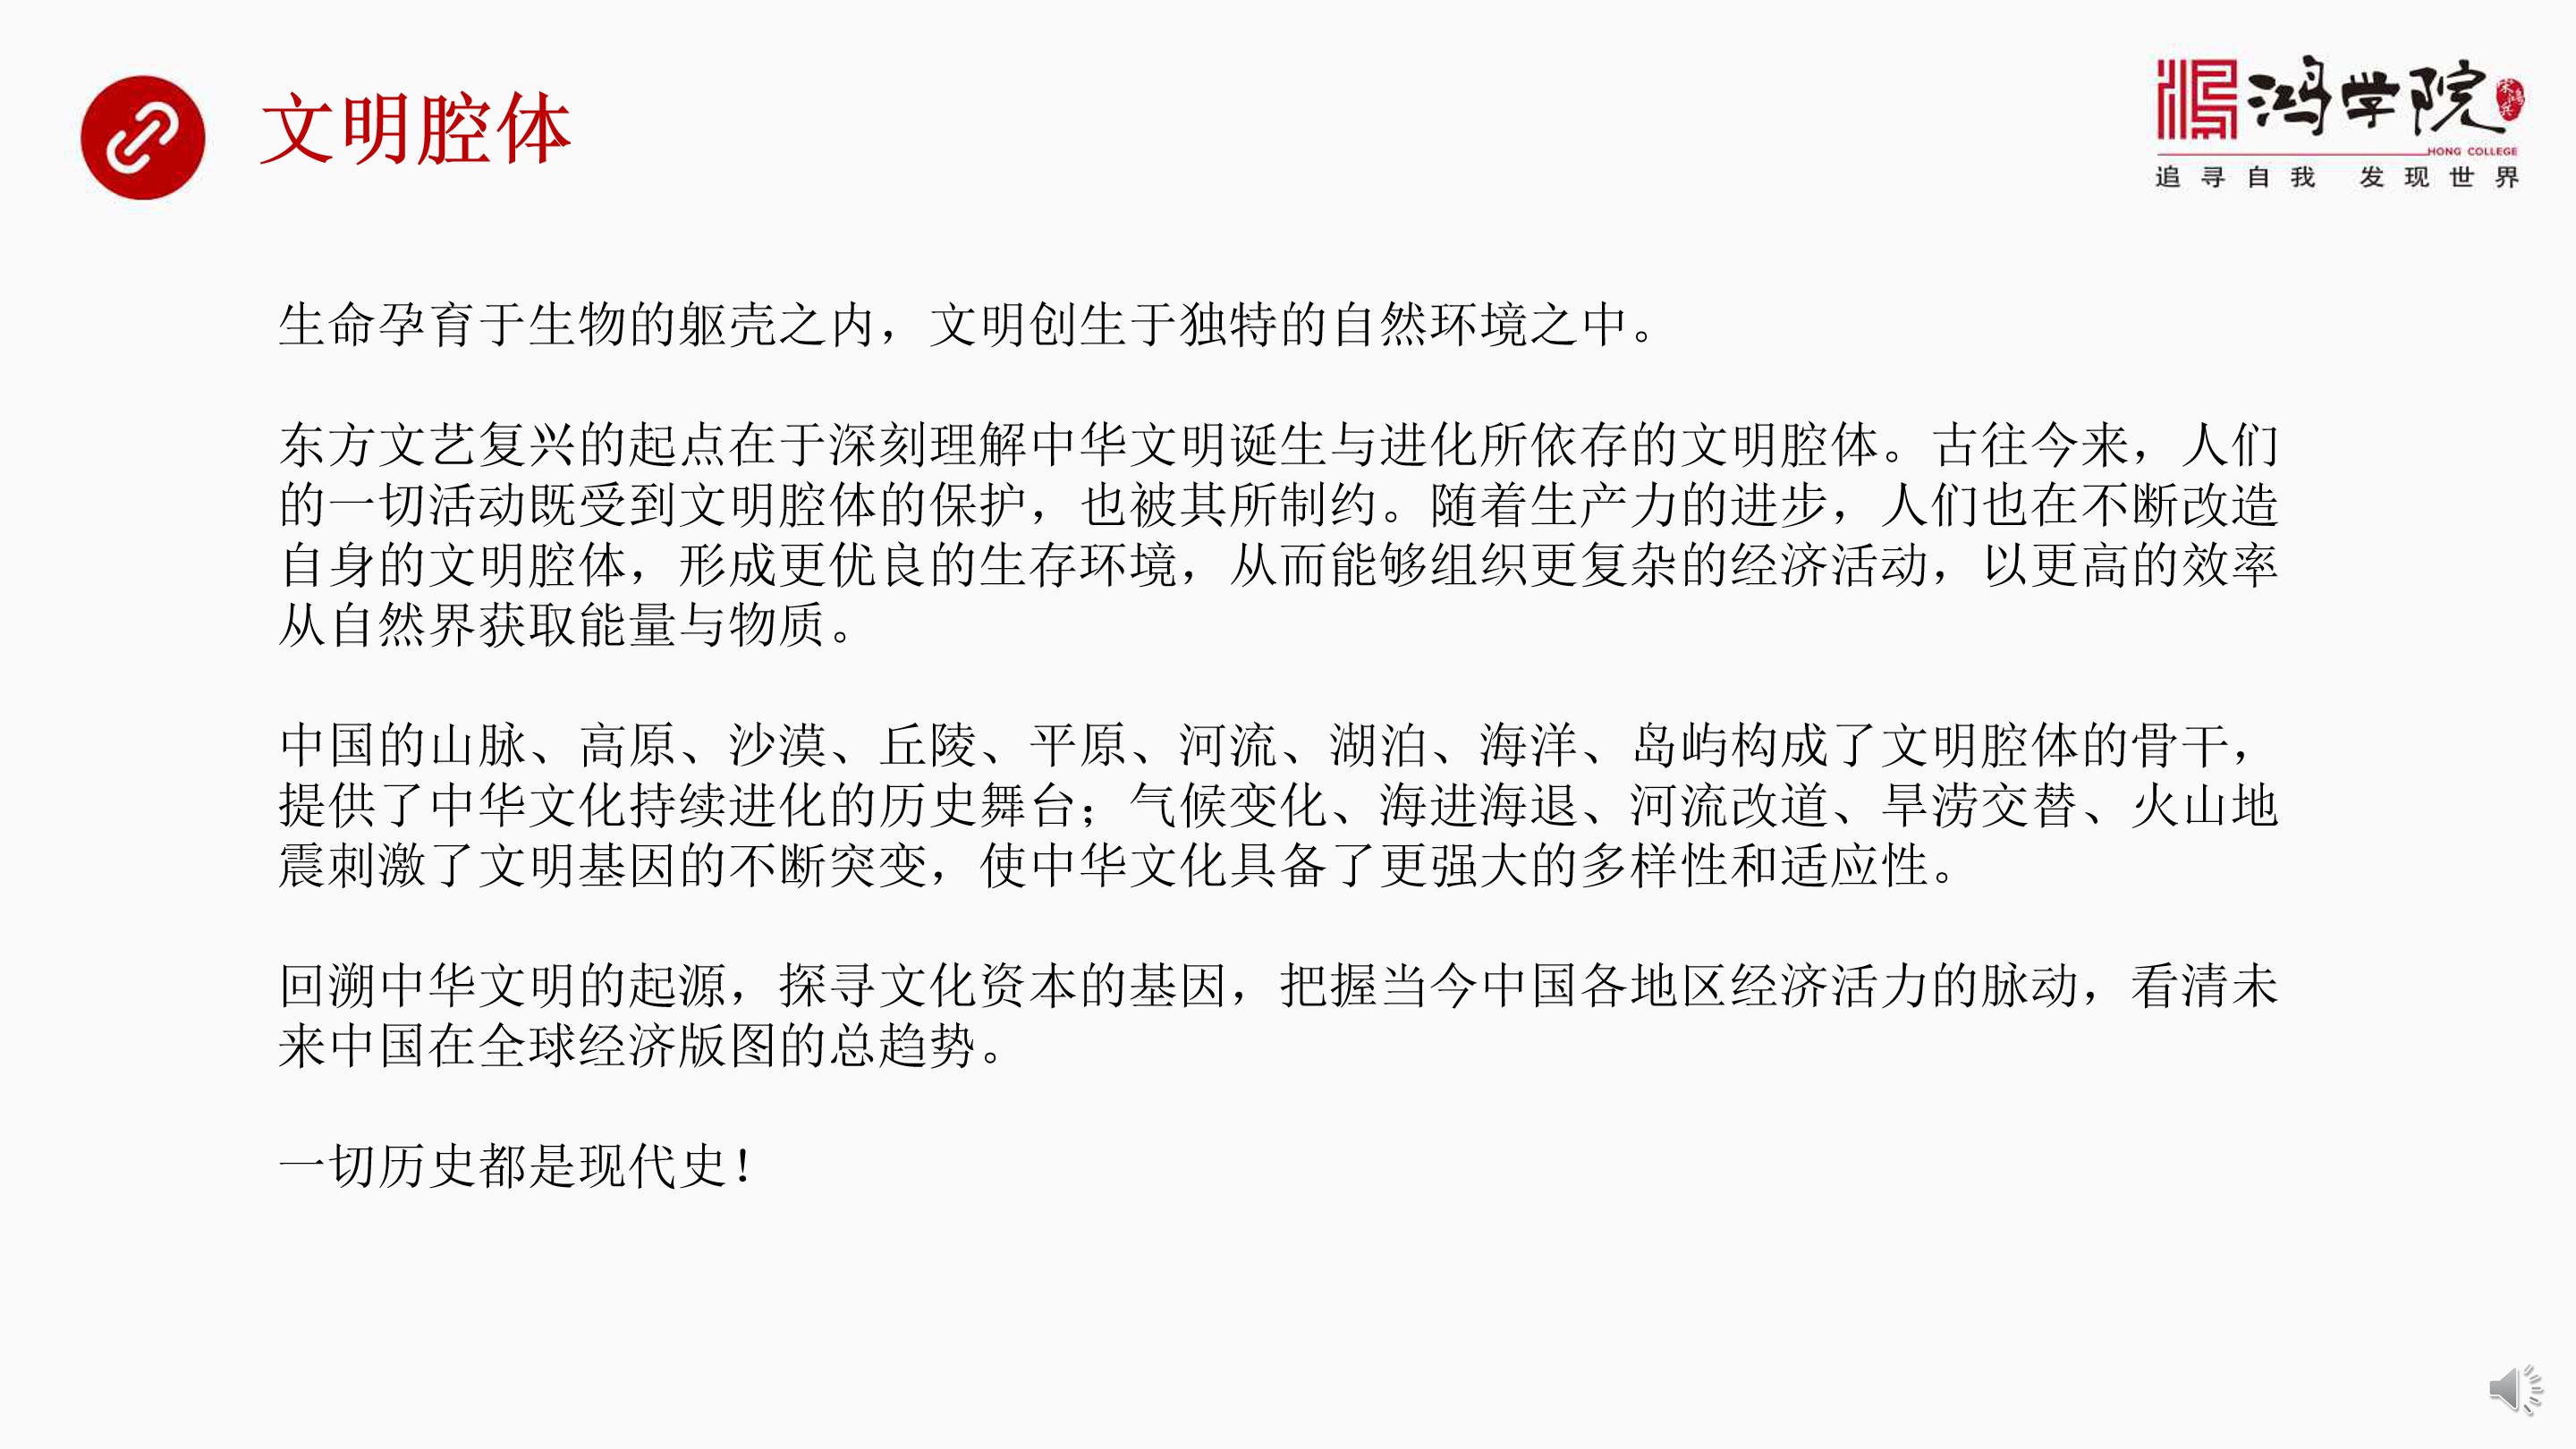 文明腔体
鸿学院
HONG COLLEGE
追寻自我 发现世界
生命孕育于生物的躯壳之内，文明创生于独特的自然环境之中。
东方文艺复兴的起点在于深刻理解中华文明诞生与进化所依存的文明腔体。古往今来，人们
的一切活动既受到文明腔体的保护，也被其所制约。随着生产力的进步，人们也在不断改造
自身的文明腔体，形成更优良的生存环境，从而能够组织更复杂的经济活动，以更高的效率
从自然界获取能量与物质。
中国的山脉、高原、沙漠、丘陵、平原、河流、湖泊、海洋、岛屿构成了文明腔体的骨干，
提供了中华文化持续进化的历史舞台；气候变化、海进海退、河流改道、旱涝交替、火山地
震刺激了文明基因的不断突变，使中华文化具备了更强大的多样性和适应性。
回溯中华文明的起源，探寻文化资本的基因，把握当今中国各地区经济活力的脉动，看清未
来中国在全球经济版图的总趋势。
一切历史都是现代史！